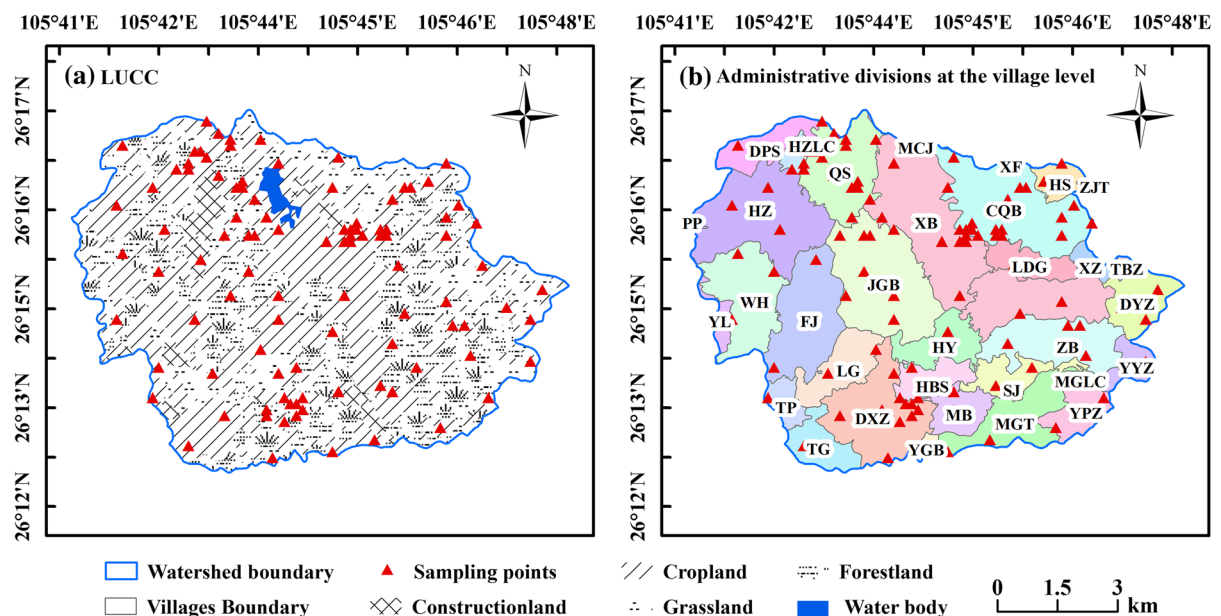 105°41'E 105°42'E 105°44'E 105°45'E 105°46'E 105°48'E
105°41'E 105°42'E 105°44'E 105°45'E 105°46'E 105°48'E
(a) LUCC
N
26°17'N
26°16'N
26°15'N
26°13'N
26°12'N
(b) Administrative divisions at the village level
N
26°17'N
26°16'N
26°15'N
26°13'N
26°12'N
DPS
HZLC
MCJ
QS
XF
HS
ZJT
HZ
PP
XB
CQB
LDG
XZ
TBZ
JGB
WH
DYZ
YL
FJ
HY
ZB
LG
YYZ
HBS
SJ
MGLC
TP
DXZ
MB
YPZ
MGT
TG
YGB
Watershed boundary
Sampling points
Cropland
Forestland
Villages Boundary
Constructionland
Grassland
Water body
0 1.5 3
km